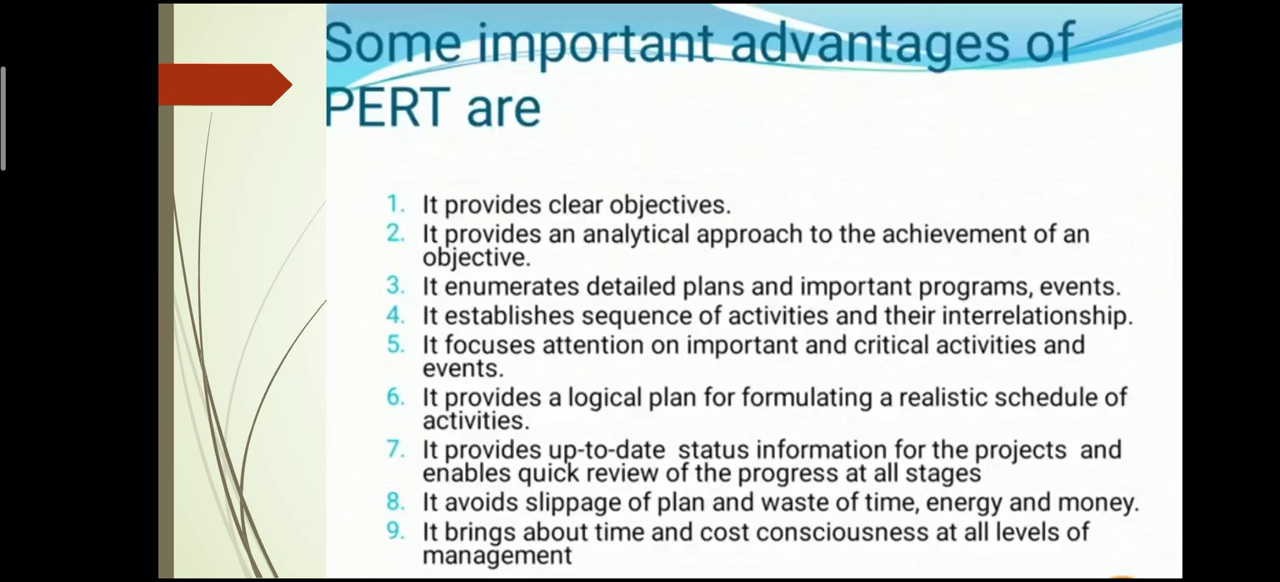 Some important advantages of
PERT are
1. It provides clear objectives.
2. It provides an analytical approach to the achievement of an
objective.
3. It enumerates detailed plans and important programs, events.
4. It establishes sequence of activities and their interrelationship.
5. It focuses attention on important and critical activities and
events.
6. It provides a logical plan for formulating a realistic schedule of
activities.
7. It provides up-to-date status information for the projects and
enables quick review of the progress at all stages
8. It avoids slippage of plan and waste of time, energy and money.
9. It brings about time and cost consciousness at all levels of
management